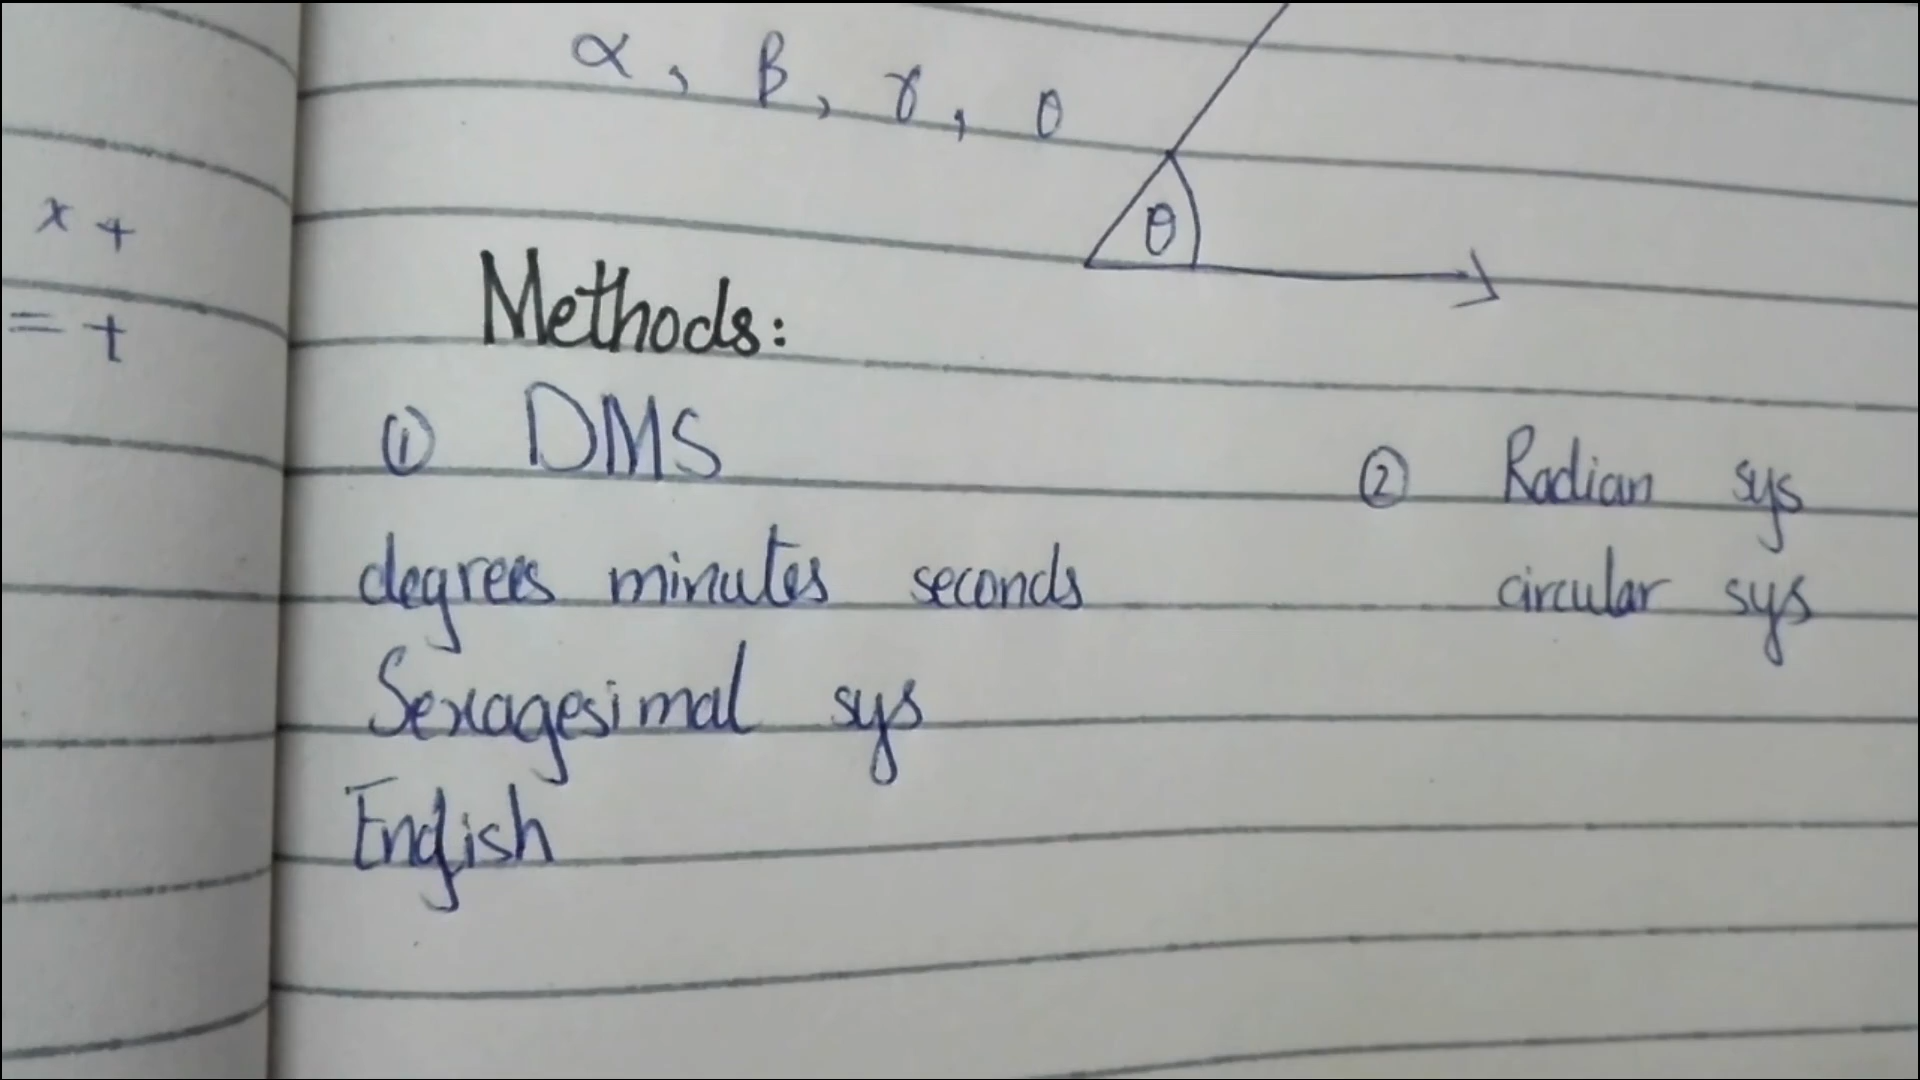 α, β, γ, θ
θ
x +
= t
Methods:
① DMS
② Radian sys
degrees minutes seconds
circular sys
Sexagesimal sys
English